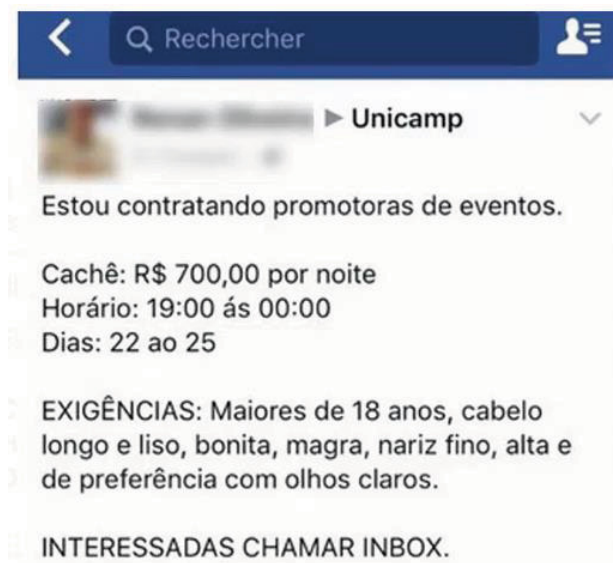 Rechercher
Unicamp
Estou contratando promotoras de eventos.
Cachê: R$ 700,00 por noite
Horário: 19:00 ás 00:00
Dias: 22 ao 25
EXIGÊNCIAS: Maiores de 18 anos, cabelo
longo e liso, bonita, magra, nariz fino, alta e
de preferência com olhos claros.
INTERESSADAS CHAMAR INBOX.